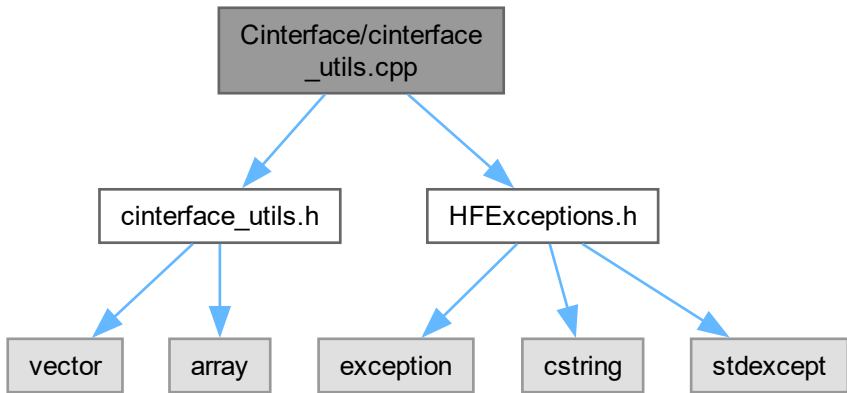 Cinterface/cinterface
_utils.cpp
cinterface_utils.h
HFExceptions.h
vector
array
exception
cstring
stdexcept